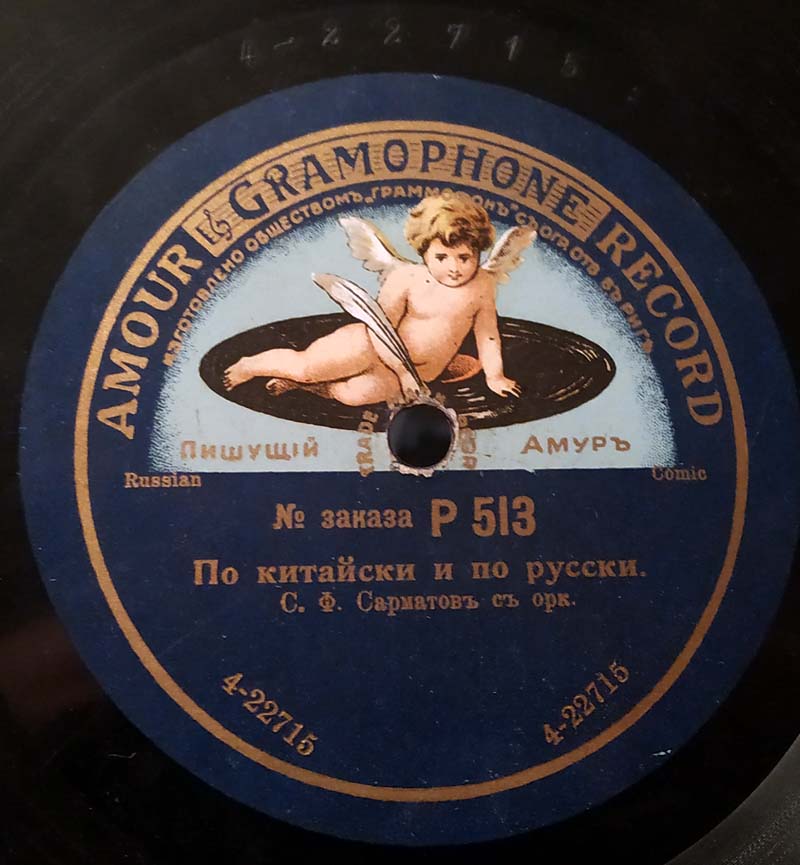 4-22715
AMOUR GRAMOPHONE RECORD
ИЗГОТОВЛЕНО ОБЩЕСТВОМЪ „ГРАММОФОНЪ“ СЪ ОГР. ОТВ. ВЪ РИГѢ
ПИШУЩІЙ АМУРЪ
TRADE
Russian Comic
№ заказа P 513
По китайски и по русски.
С. Ф. Сарматовъ съ орк.
4-22715 4-22715